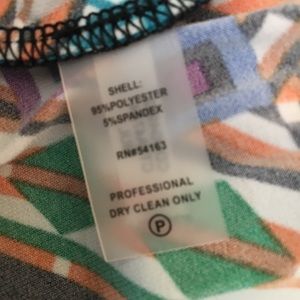 SHELL:
95%POLYESTER
5%SPANDEX
RN#54163
PROFESSIONAL
DRY CLEAN ONLY
P